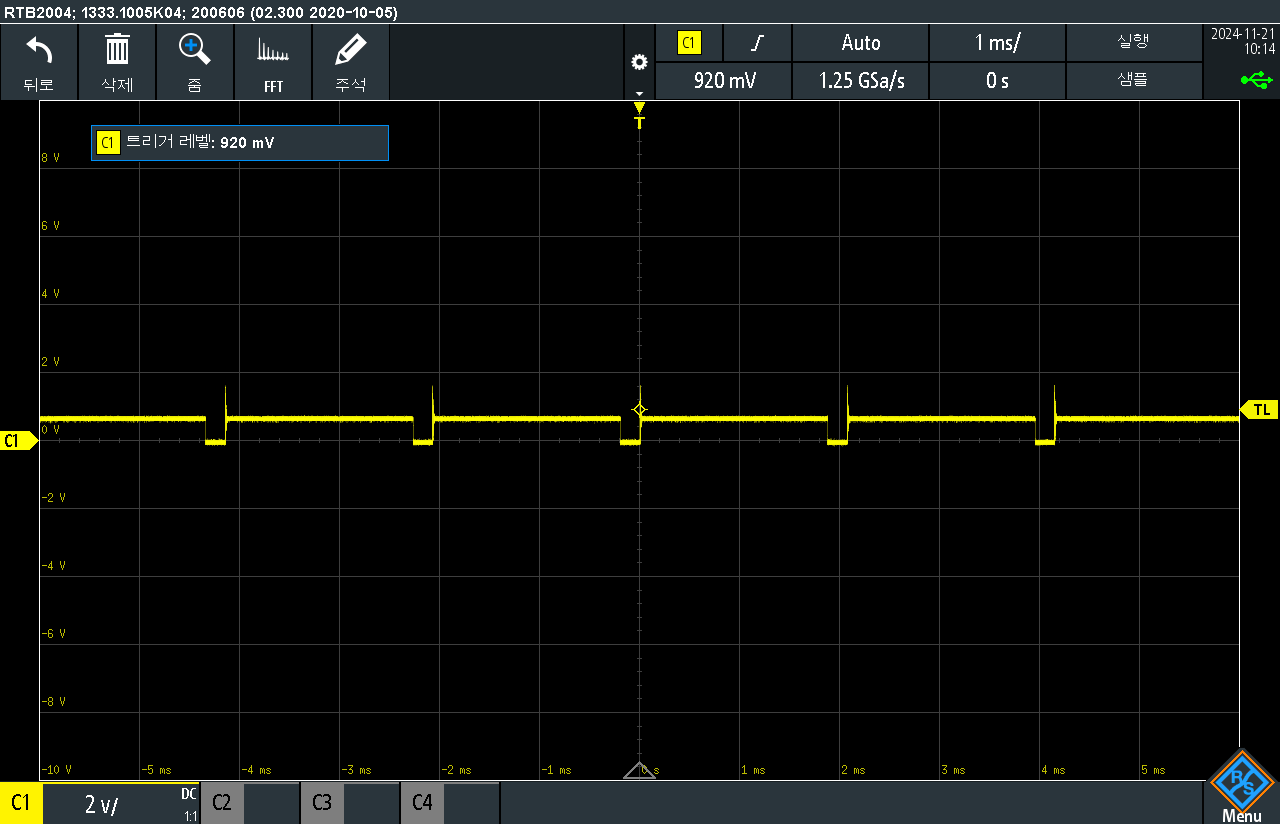 RTB2004; 1333.1005K04; 200606 (02.300 2020-10-05)
뒤로 삭제 줌 FFT 주석
C1 Auto 1 ms/ 실행
920 mV 1.25 GSa/s 0 s 샘플
2024-11-21
10:14
T
C1 트리거 레벨: 920 mV
8 V
6 V
4 V
2 V
TL
0 V
C1
-2 V
-4 V
-6 V
-8 V
-10 V -5 ms -4 ms -3 ms -2 ms -1 ms 0 s 1 ms 2 ms 3 ms 4 ms 5 ms
C1 2 V/ DC 1:1 C2 C3 C4
R S
Menu